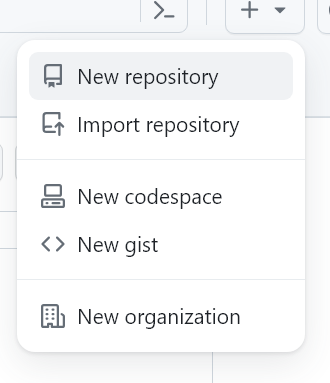 New repository
Import repository
New codespace
New gist
New organization